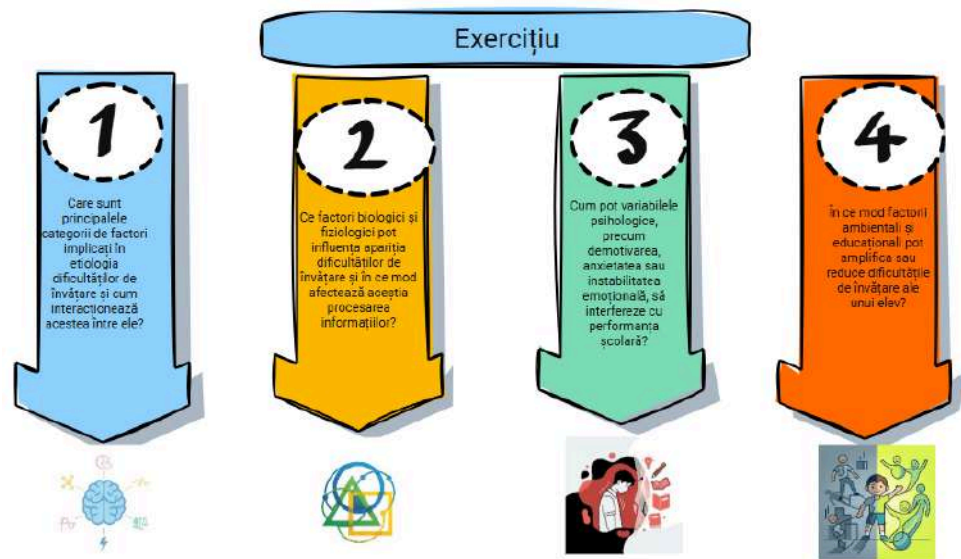 Exercițiu
1
Care sunt
principalele
categorii de factori
implicați în
etiologia
dificultăților de
învățare și cum
interacționează
acestea între ele?
2
Ce factori biologici și
fiziologici pot
influența apariția
dificultăților de
învățare și în ce mod
afectează aceștia
procesarea
informațiilor?
3
Cum pot variabilele
psihologice,
precum
demotivarea,
anxietatea sau
instabilitatea
emoțională, să
interfereze cu
performanța
școlară?
4
În ce mod factorii
ambientali și
educaționali pot
amplifica sau
reduce dificultățile
de învățare ale
unui elev?